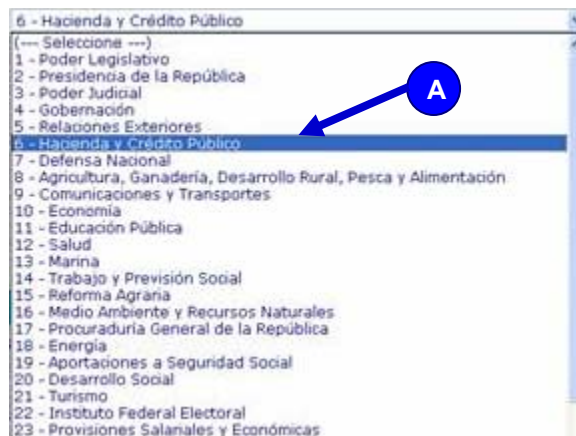 6 - Hacienda y Crédito Público
(--- Seleccione ---)
1 - Poder Legislativo
2 - Presidencia de la República
3 - Poder Judicial
4 - Gobernación
5 - Relaciones Exteriores
6 - Hacienda y Crédito Público
7 - Defensa Nacional
8 - Agricultura, Ganadería, Desarrollo Rural, Pesca y Alimentación
9 - Comunicaciones y Transportes
10 - Economía
11 - Educación Pública
12 - Salud
13 - Marina
14 - Trabajo y Previsión Social
15 - Reforma Agraria
16 - Medio Ambiente y Recursos Naturales
17 - Procuraduría General de la República
18 - Energía
19 - Aportaciones a Seguridad Social
20 - Desarrollo Social
21 - Turismo
22 - Instituto Federal Electoral
23 - Provisiones Salariales y Económicas
A